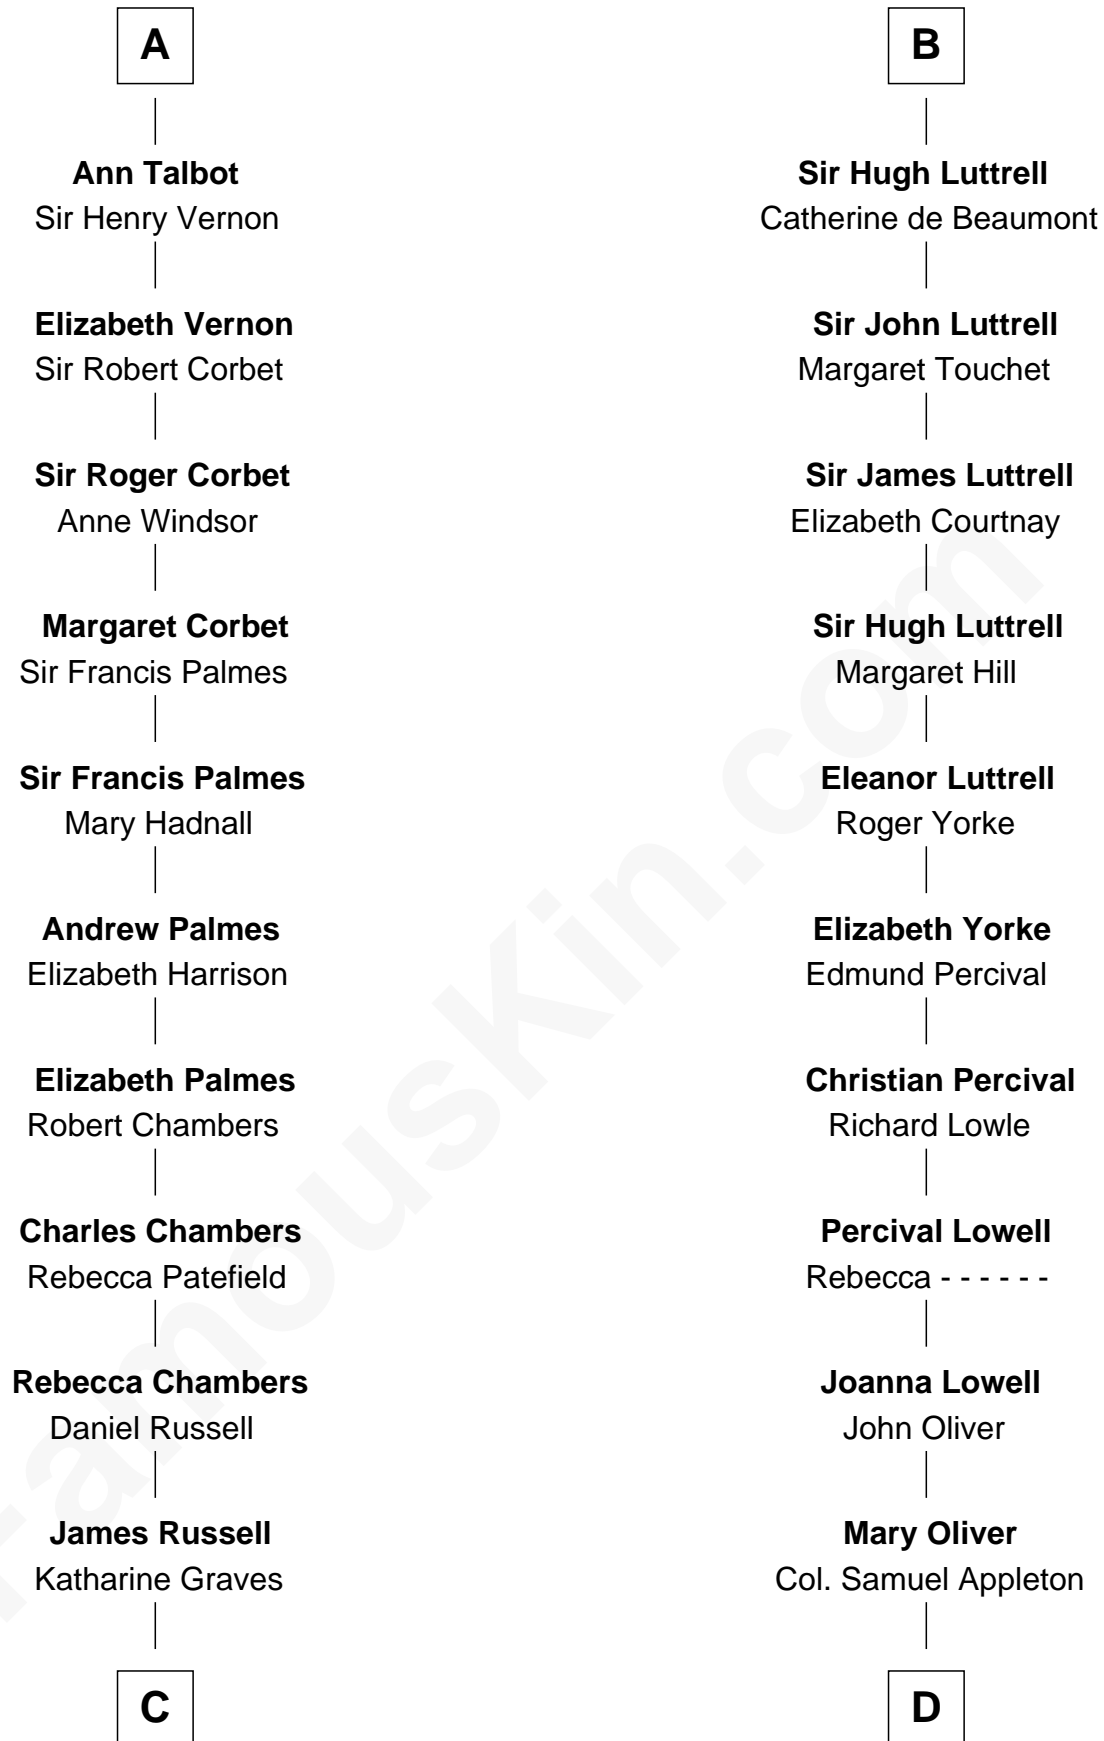 A
Ann Talbot
Sir Henry Vernon
Elizabeth Vernon
Sir Robert Corbet
Sir Roger Corbet
Anne Windsor
Margaret Corbet
Sir Francis Palmes
Sir Francis Palmes
Mary Hadnall
Andrew Palmes
Elizabeth Harrison
Elizabeth Palmes
Robert Chambers
Charles Chambers
Rebecca Patefield
Rebecca Chambers
Daniel Russell
James Russell
Katharine Graves
C
B
Sir Hugh Luttrell
Catherine de Beaumont
Sir John Luttrell
Margaret Touchet
Sir James Luttrell
Elizabeth Courtnay
Sir Hugh Luttrell
Margaret Hill
Eleanor Luttrell
Roger Yorke
Elizabeth Yorke
Edmund Percival
Christian Percival
Richard Lowle
Percival Lowell
Rebecca - - - - - -
Joanna Lowell
John Oliver
Mary Oliver
Col. Samuel Appleton
D
FamousKin.com